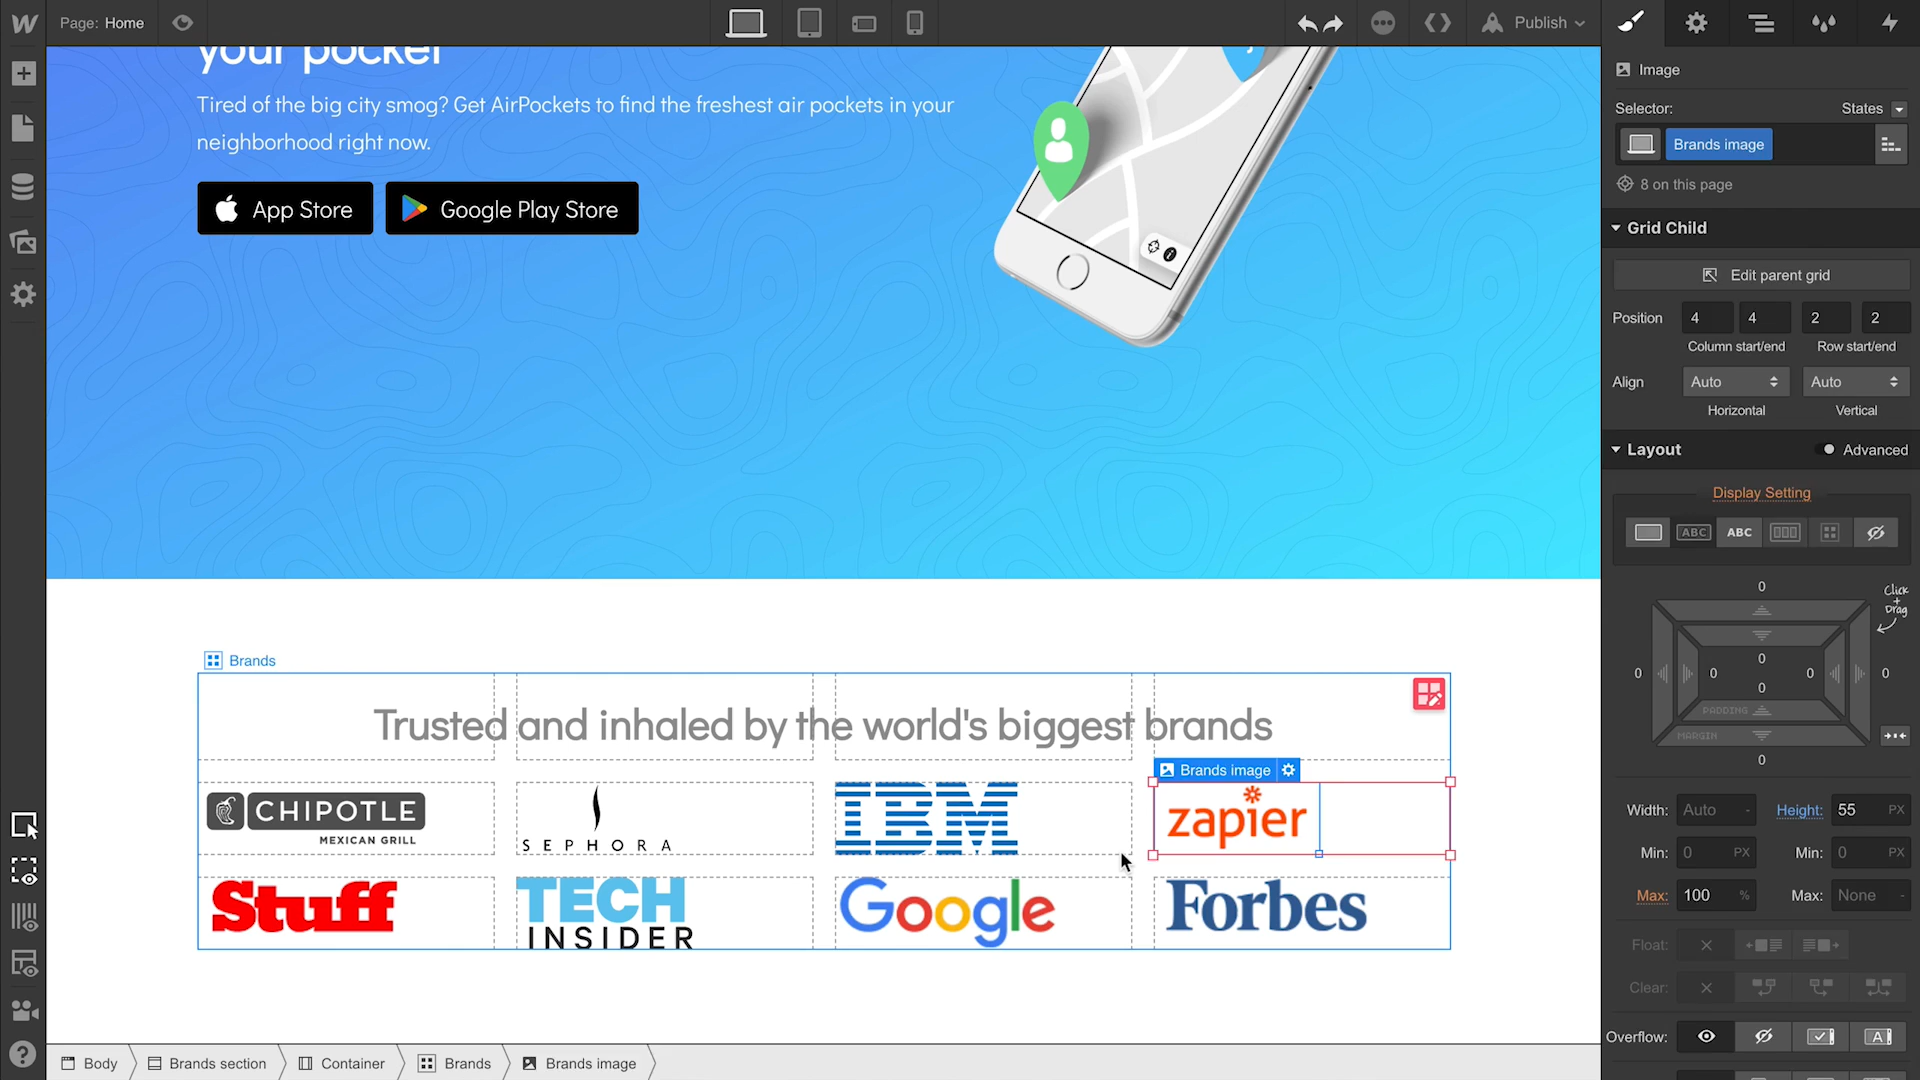 W Page: Home Publish
your pocket
Tired of the big city smog? Get AirPockets to find the freshest air pockets in your
neighborhood right now.
App Store Google Play Store
Brands
Trusted and inhaled by the world's biggest brands
Brands image
CHIPOTLE
MEXICAN GRILL
SEPHORA
IBM
zapier
Stuff
TECH
INSIDER
Google
Forbes
Body Brands section Container Brands Brands image
Image
Selector: States
Brands image
8 on this page
Grid Child
Edit parent grid
Position 4 4 2 2
Column start/end Row start/end
Align Auto Auto
Horizontal Vertical
Layout Advanced
Display Setting
ABC ABC
0
Click
+
Drag
0
0 0 0 0
0
PADDING
MARGIN
0
Width: Auto - Height: 55 PX
Min: 0 PX Min: 0 PX
Max: 100 % Max: None -
Float:
Clear:
Overflow: A